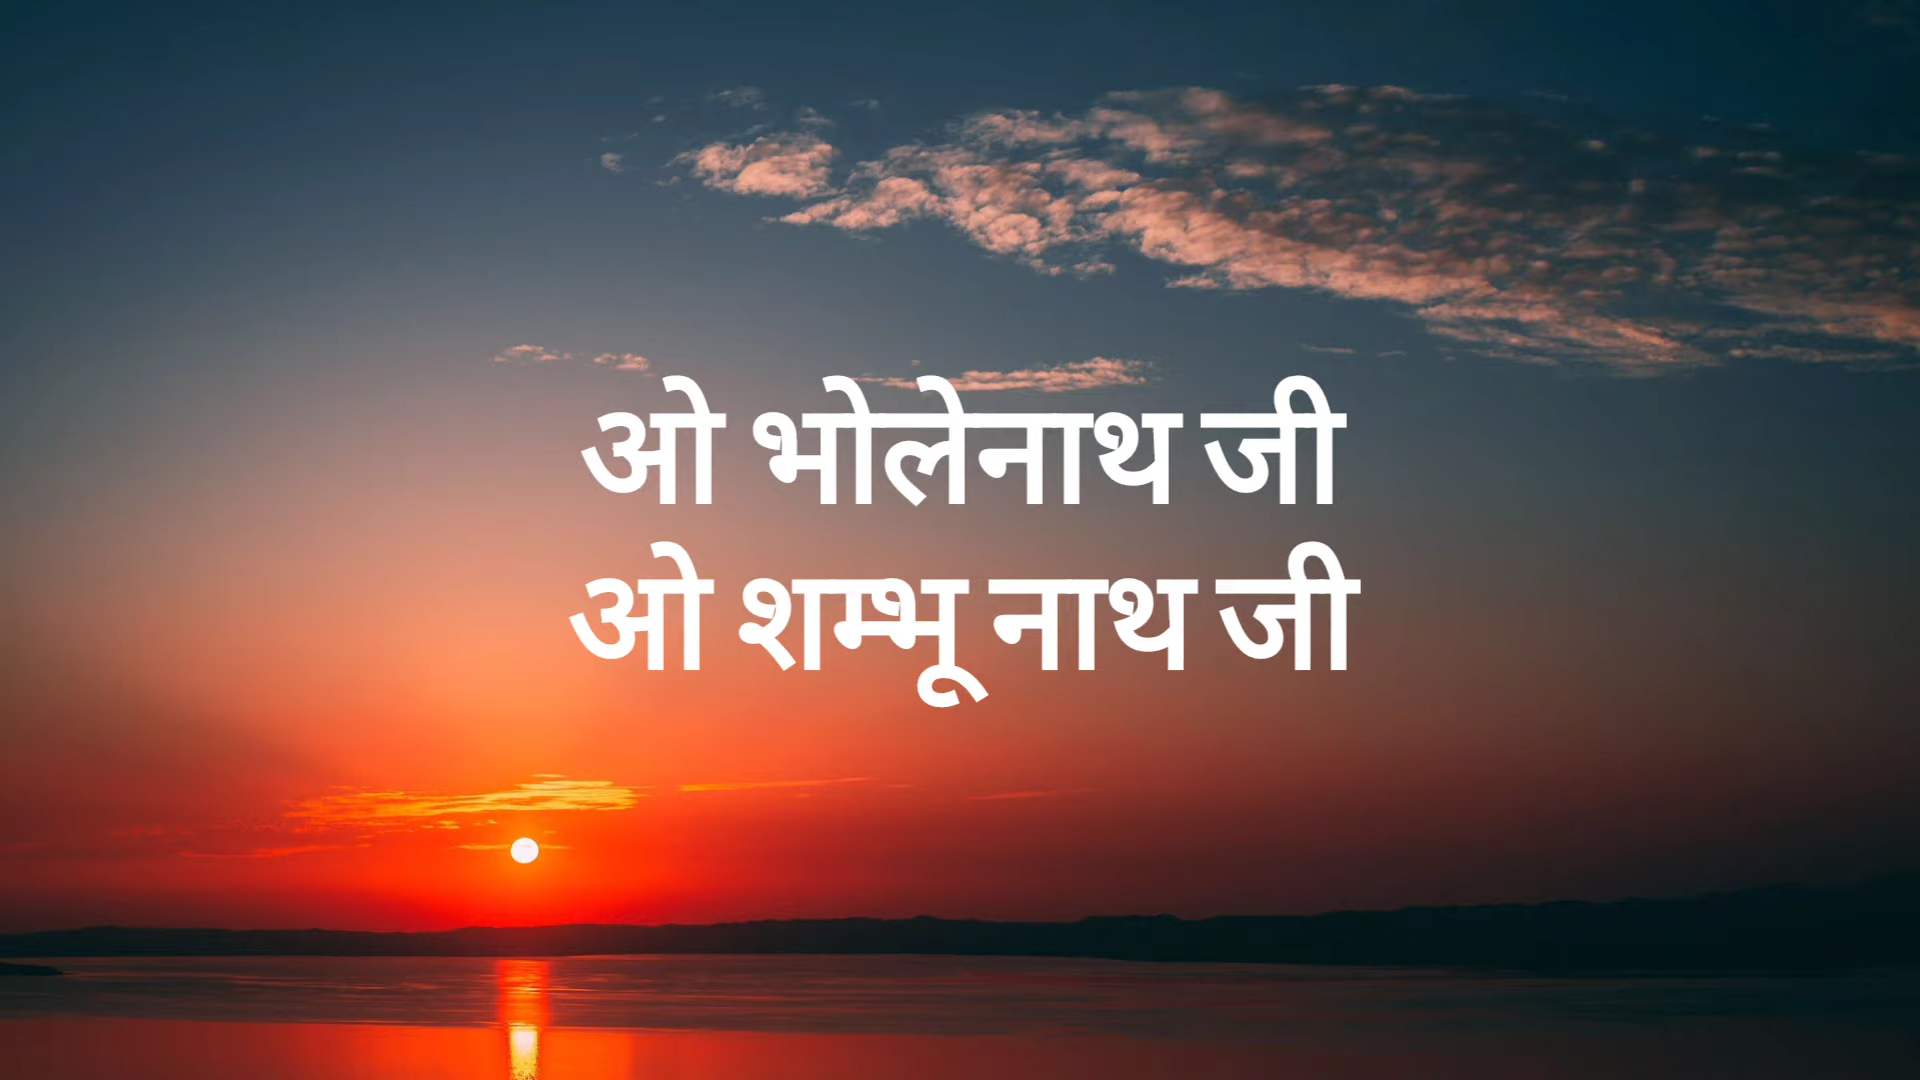 ओ भोलेनाथ जी
ओ शम्भू नाथ जी